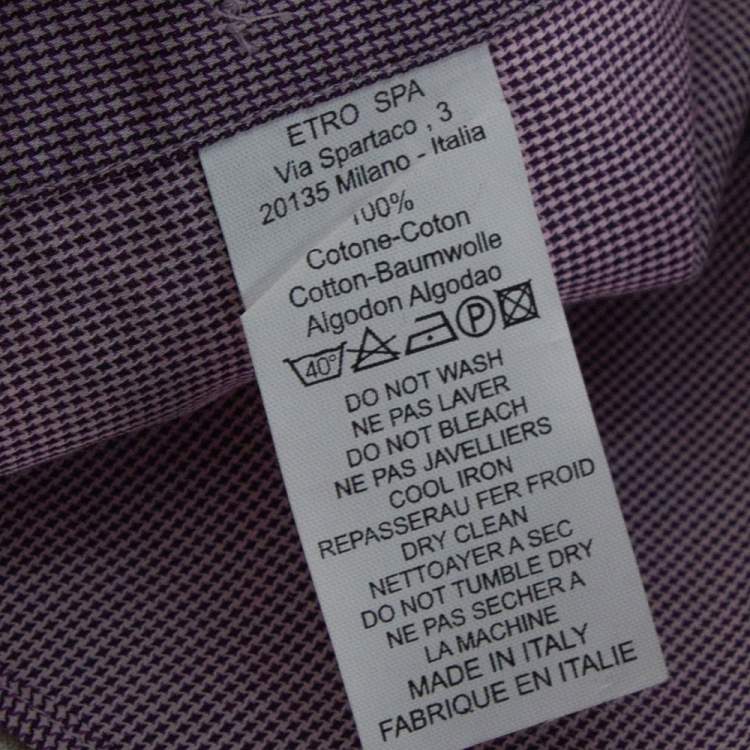 ETRO SPA
Via Spartaco , 3
20135 Milano - Italia
100%
Cotone-Coton
Cotton-Baumwolle
Algodon Algodao
40° P
DO NOT WASH
NE PAS LAVER
DO NOT BLEACH
NE PAS JAVELLIERS
COOL IRON
REPASSERAU FER FROID
DRY CLEAN
NETTOAYER A SEC
DO NOT TUMBLE DRY
NE PAS SECHER A
LA MACHINE
MADE IN ITALY
FABRIQUE EN ITALIE